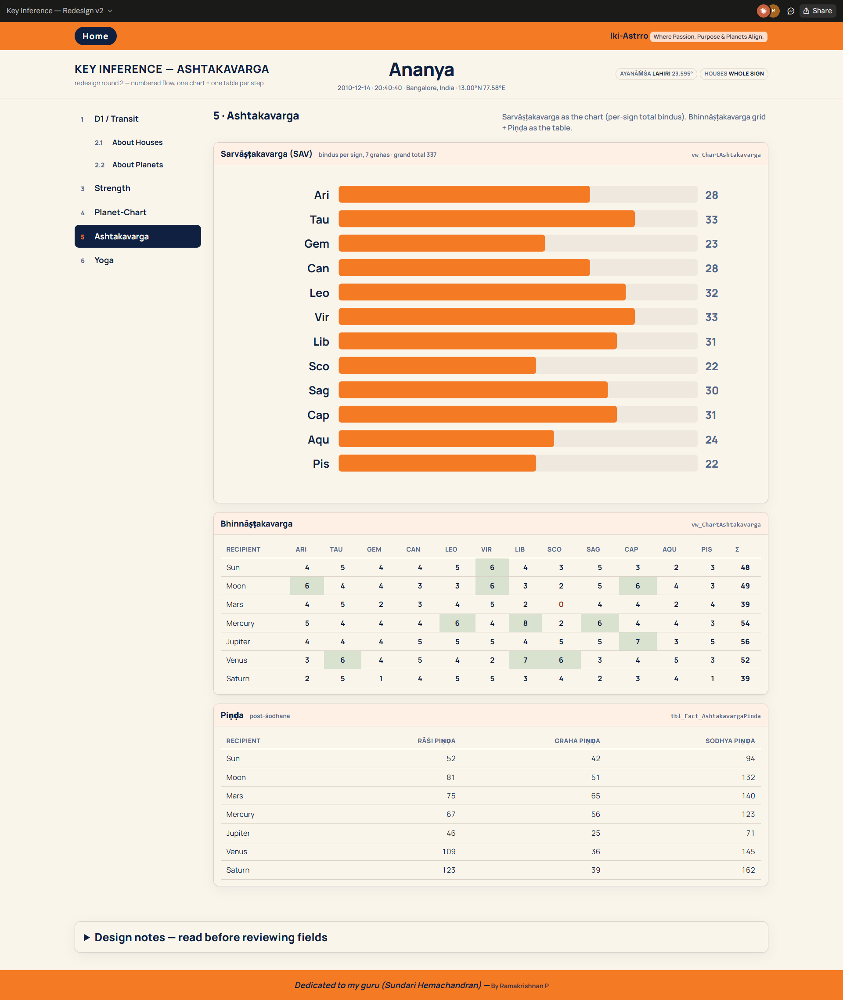 Key Inference — Redesign v2
R
Share
Home
Iki-Astrro Where Passion, Purpose & Planets Align.
KEY INFERENCE — ASHTAKAVARGA
redesign round 2 — numbered flow, one chart + one table per step
Ananya
2010-12-14 · 20:40:40 · Bangalore, India · 13.00°N 77.58°E
AYANĀṀŚA LAHIRI 23.595°
HOUSES WHOLE SIGN
1 D1 / Transit
2.1 About Houses
2.2 About Planets
3 Strength
4 Planet-Chart
5 Ashtakavarga
6 Yoga
5 · Ashtakavarga
Sarvāṣṭakavarga as the chart (per-sign total bindus), Bhinnāṣṭakavarga grid
+ Piṇḍa as the table.
Sarvāṣṭakavarga (SAV) bindus per sign, 7 grahas · grand total 337 vw_ChartAshtakavarga
Ari 28
Tau 33
Gem 23
Can 28
Leo 32
Vir 33
Lib 31
Sco 22
Sag 30
Cap 31
Aqu 24
Pis 22
Bhinnāṣṭakavarga vw_ChartAshtakavarga
RECIPIENT ARI TAU GEM CAN LEO VIR LIB SCO SAG CAP AQU PIS Σ
Sun 4 5 4 4 5 6 4 3 5 3 2 3 48
Moon 6 4 4 3 3 6 3 2 5 6 4 3 49
Mars 4 5 2 3 4 5 2 0 4 4 2 4 39
Mercury 5 4 4 4 6 4 8 2 6 4 4 3 54
Jupiter 4 4 4 5 5 5 4 5 5 7 3 5 56
Venus 3 6 4 5 4 2 7 6 3 4 5 3 52
Saturn 2 5 1 4 5 5 3 4 2 3 4 1 39
Piṇḍa post-śodhana tbl_Fact_AshtakavargaPinda
RECIPIENT RĀŚI PIṆḌA GRAHA PIṆḌA SODHYA PIṆḌA
Sun 52 42 94
Moon 81 51 132
Mars 75 65 140
Mercury 67 56 123
Jupiter 46 25 71
Venus 109 36 145
Saturn 123 39 162
Design notes — read before reviewing fields
Dedicated to my guru (Sundari Hemachandran) — By Ramakrishnan P